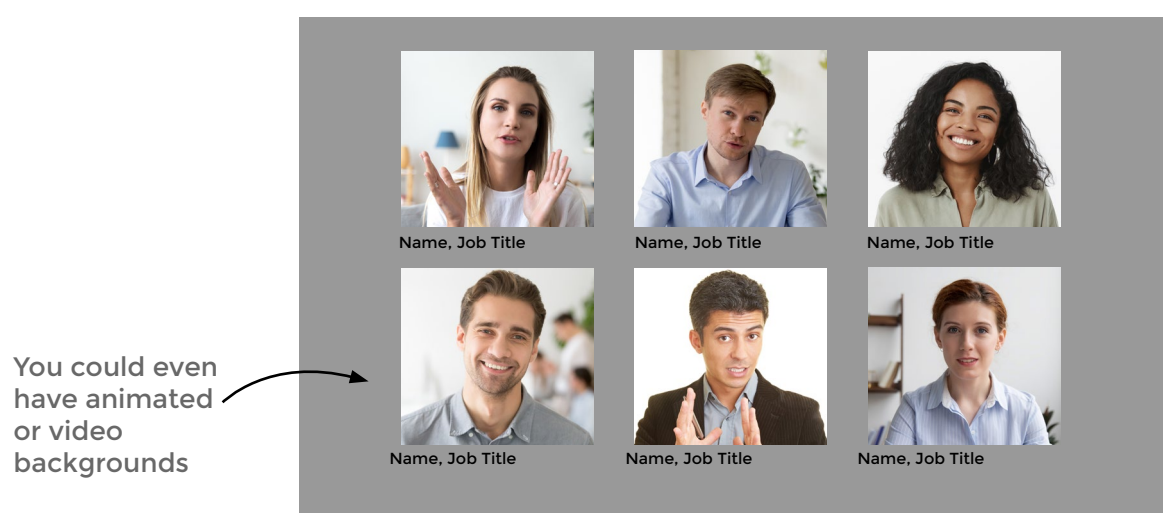 Name, Job Title
Name, Job Title
Name, Job Title
You could even
have animated
or video
backgrounds
Name, Job Title
Name, Job Title
Name, Job Title